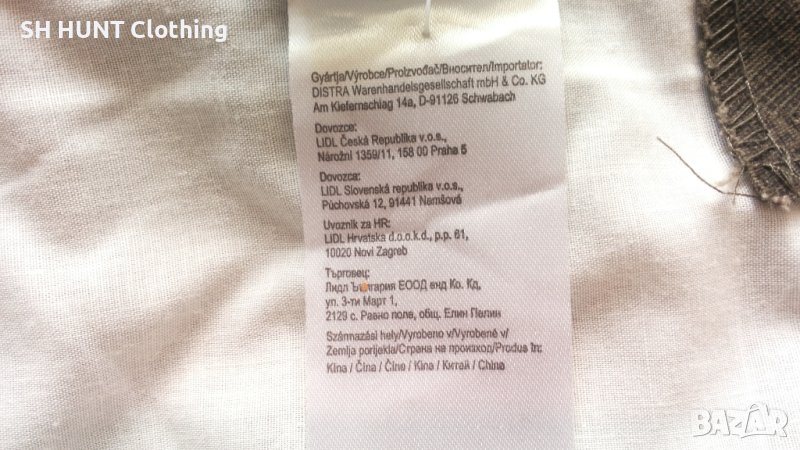 SH HUNT Clothing
Gyártja/Výrobce/Proizvođač/Вносител/Importator:
DISTRA Warenhandelsgesellschaft mbH & Co. KG
Am Kiefernschlag 14a, D-91126 Schwabach
Dovozce:
LIDL Česká Republika v.o.s.,
Nárožní 1359/11, 158 00 Praha 5
Dovozca:
LIDL Slovenská republika v.o.s.,
Púchovská 12, 91441 Nemšová
Uvoznik za HR:
LIDL Hrvatska d.o.o.k.d., p.p. 61,
10020 Novi Zagreb
Търговец:
Лидл България ЕООД енд Ко. Кд,
ул. 3-ти Март 1,
2129 с. Равно поле, общ. Елин Пелин
Származási hely/Vyrobeno v/Vyrobené v/
Zemlja porijekla/Страна на произход/Produs în:
Kína / Čína / Číne / Kina / Китай / China
BAZAR